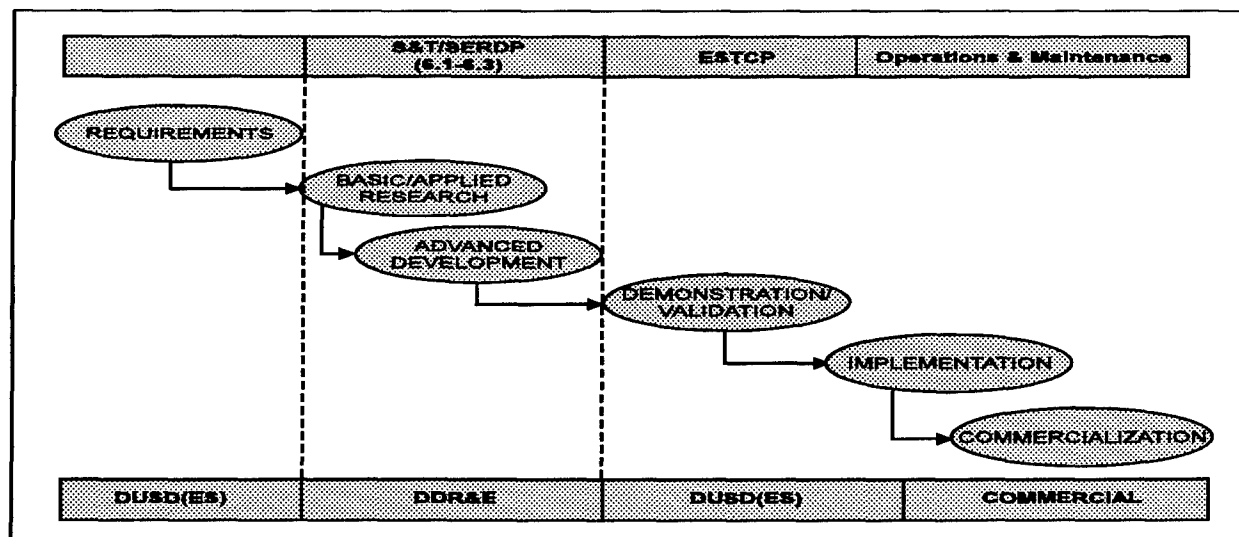 S&T/SERDP
(6.1-6.3)
ESTCP
Operations & Maintenance
REQUIREMENTS
BASIC/APPLIED
RESEARCH
ADVANCED
DEVELOPMENT
DEMONSTRATION/
VALIDATION
IMPLEMENTATION
COMMERCIALIZATION
DUSD(ES)
DDR&E
DUSD(ES)
COMMERCIAL